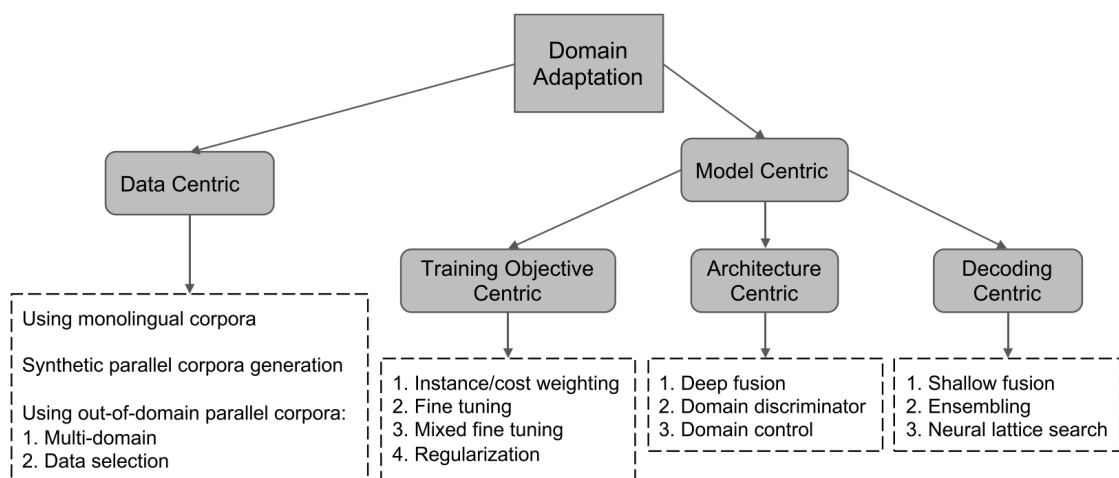 Domain
Adaptation
Data Centric
Model Centric
Training Objective
Centric
Architecture
Centric
Decoding
Centric
Using monolingual corpora
Synthetic parallel corpora generation
Using out-of-domain parallel corpora:
1. Multi-domain
2. Data selection
1. Instance/cost weighting
2. Fine tuning
3. Mixed fine tuning
4. Regularization
1. Deep fusion
2. Domain discriminator
3. Domain control
1. Shallow fusion
2. Ensembling
3. Neural lattice search